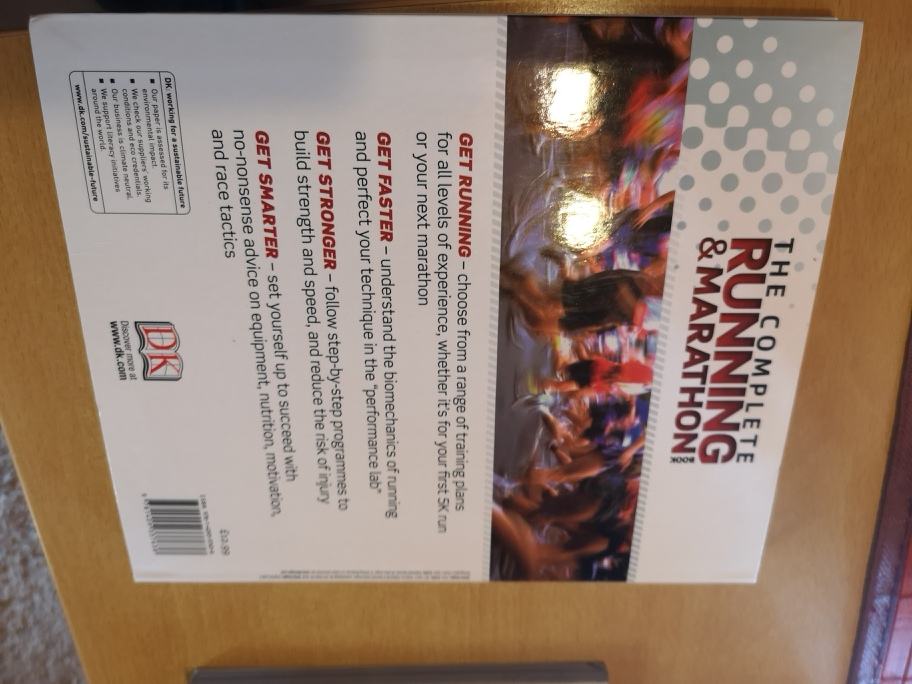 THE COMPLETE
RUNNING
& MARATHON
BOOK
GET RUNNING – choose from a range of training plans
for all levels of experience, whether it's for your first 5K run
or your next marathon
GET FASTER – understand the biomechanics of running
and perfect your technique in the "performance lab"
GET STRONGER – follow step-by-step programmes to
build strength and speed, and reduce the risk of injury
GET SMARTER – set yourself up to succeed with
no-nonsense advice on equipment, nutrition, motivation,
and race tactics
DK: working for a sustainable future
▪ Our paper is assessed for its
environmental impact.
▪ We check our suppliers' working
conditions and eco credentials.
▪ Our business is climate neutral.
▪ We support literacy initiatives
around the world.
www.dk.com/sustainable-future
DK
Discover more at
www.dk.com
£12.99